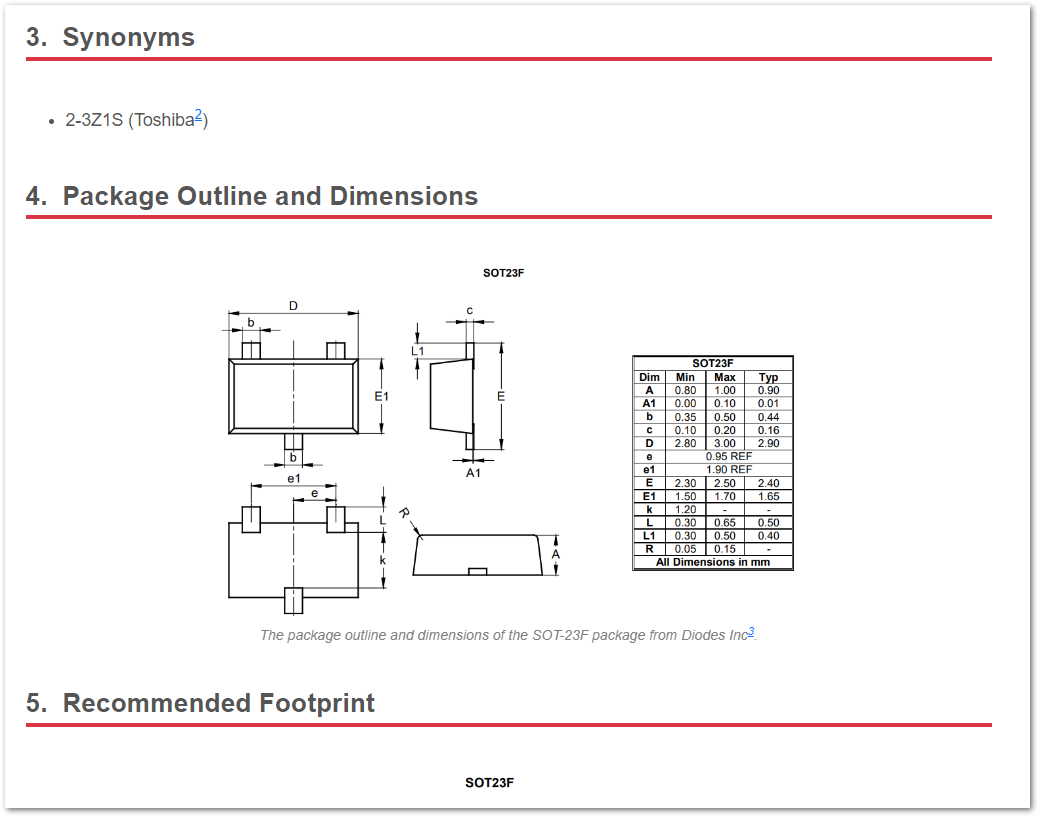 3. Synonyms
• 2-3Z1S (Toshiba2)
4. Package Outline and Dimensions
SOT23F
D
b
c
L1
E1
E
b
A1
e1
e
L
R
k
A
SOT23F
Dim Min Max Typ
A 0.80 1.00 0.90
A1 0.00 0.10 0.01
b 0.35 0.50 0.44
c 0.10 0.20 0.16
D 2.80 3.00 2.90
e 0.95 REF
e1 1.90 REF
E 2.30 2.50 2.40
E1 1.50 1.70 1.65
k 1.20 - -
L 0.30 0.65 0.50
L1 0.30 0.50 0.40
R 0.05 0.15 -
All Dimensions in mm
The package outline and dimensions of the SOT-23F package from Diodes Inc3.
5. Recommended Footprint
SOT23F